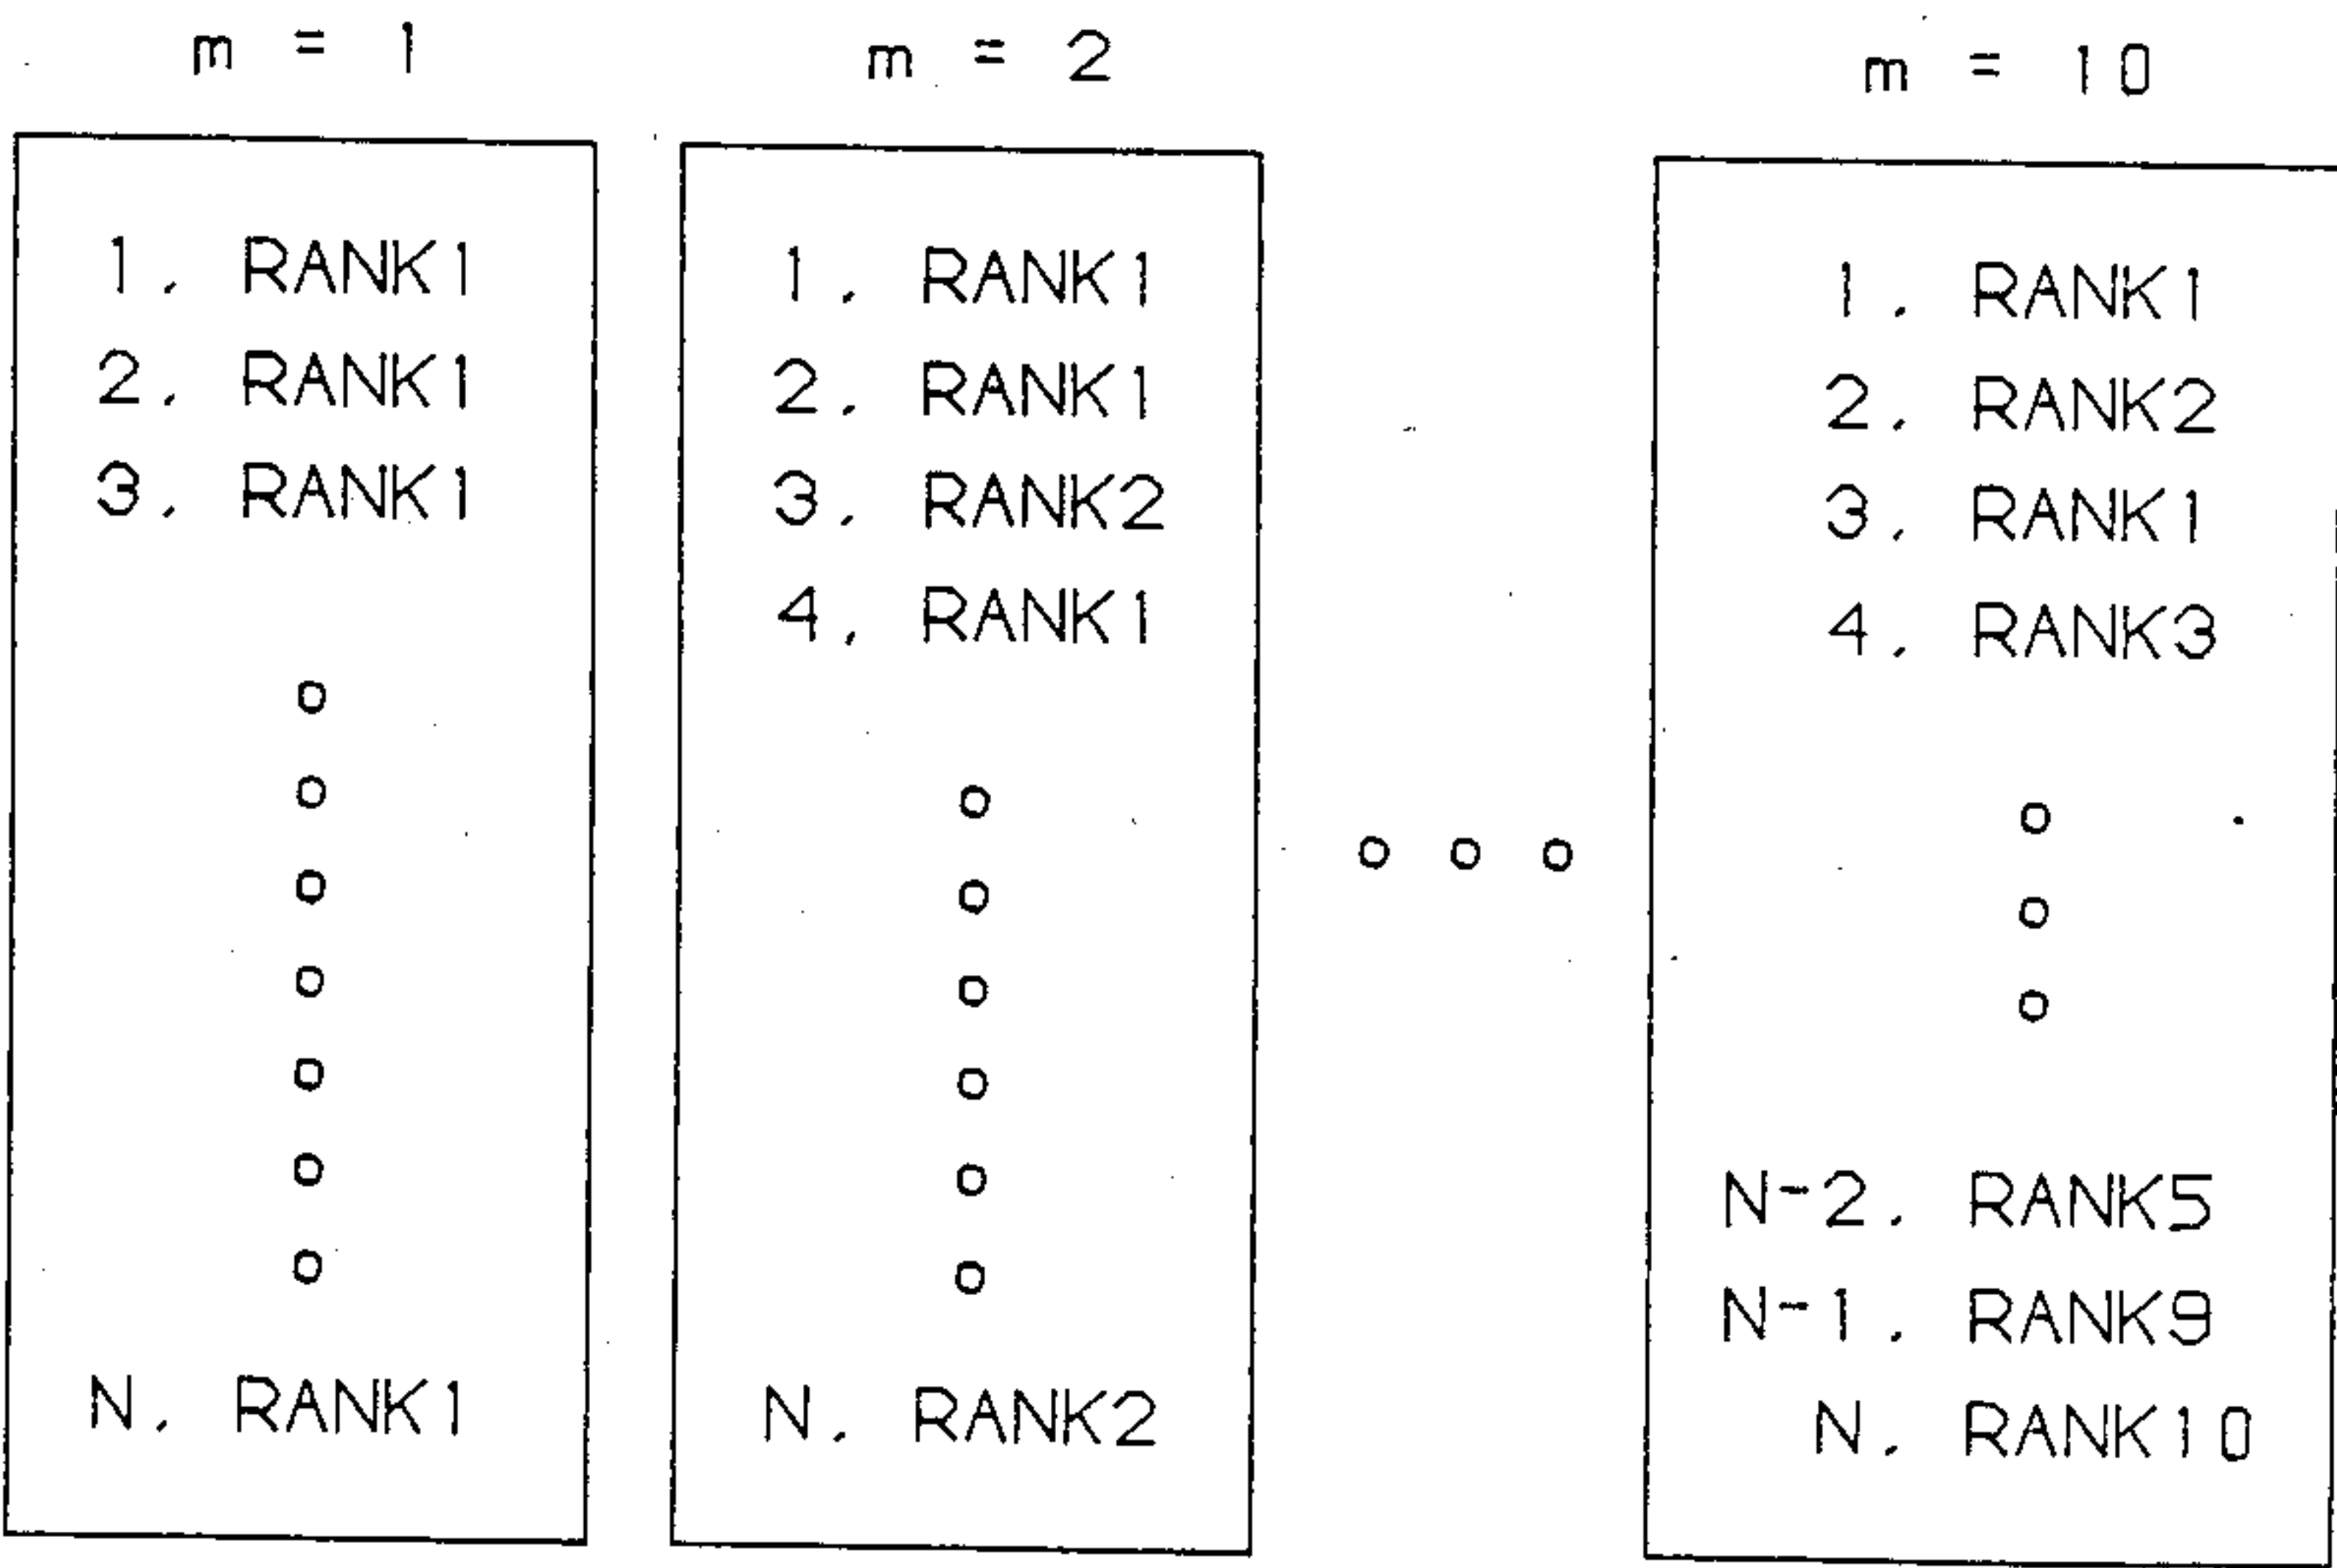 m = 1
1, RANK1
2, RANK1
3, RANK1
N, RANK1
m = 2
1, RANK1
2, RANK1
3, RANK2
4, RANK1
N, RANK2
m = 10
1, RANK1
2, RANK2
3, RANK1
4, RANK3
N-2, RANK5
N-1, RANK9
N, RANK10